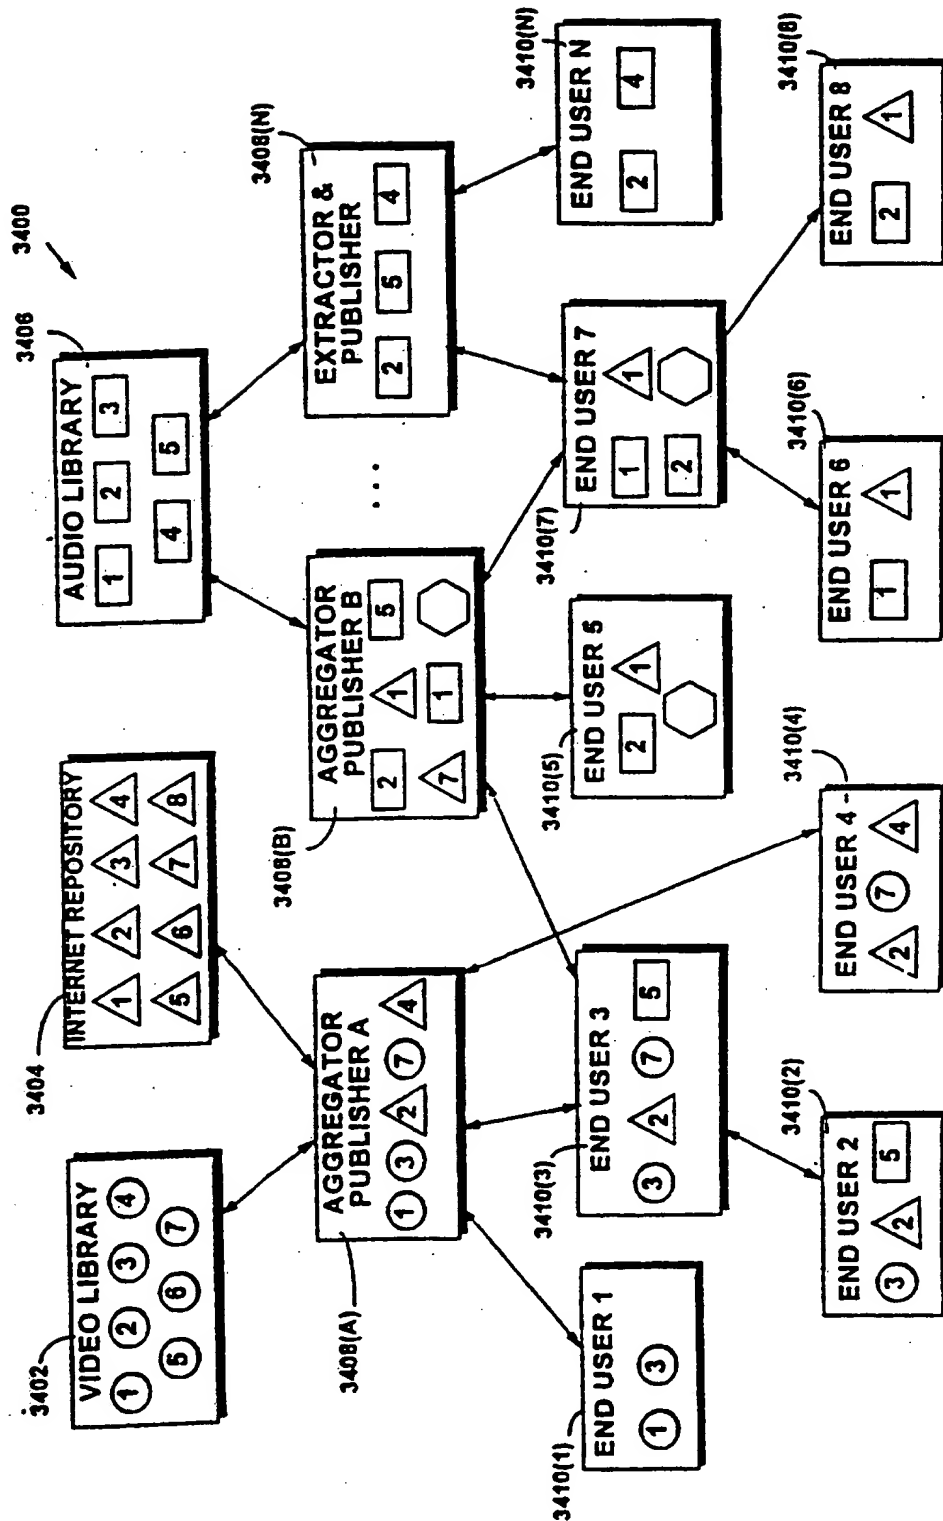 3400
3402
VIDEO LIBRARY
1 2 3 4
5 6 7
3404
INTERNET REPOSITORY
1 2 3 4
5 6 7 8
3406
AUDIO LIBRARY
1 2 3
4 5
3408(A)
AGGREGATOR
PUBLISHER A
1 3 2 7 4
3408(B)
AGGREGATOR
PUBLISHER B
2 1 5
7 1
...
3408(N)
EXTRACTOR &
PUBLISHER
2 5 4
3410(1)
END USER 1
1 3
3410(3)
END USER 3
3 2 7 5
3410(5)
END USER 5
2 1
3410(7)
END USER 7
1 1
2
3410(N)
END USER N
2 4
3410(2)
END USER 2
3 2 5
3410(4)
END USER 4
2 7 4
3410(6)
END USER 6
1 1
3410(8)
END USER 8
2 1